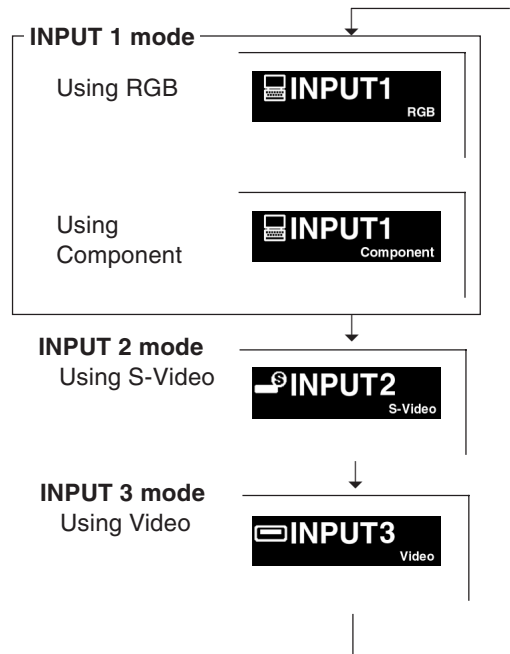 INPUT 1 mode
Using RGB
INPUT1
RGB
Using
Component
INPUT1
Component
INPUT 2 mode
Using S-Video
S INPUT2
S-Video
INPUT 3 mode
Using Video
INPUT3
Video